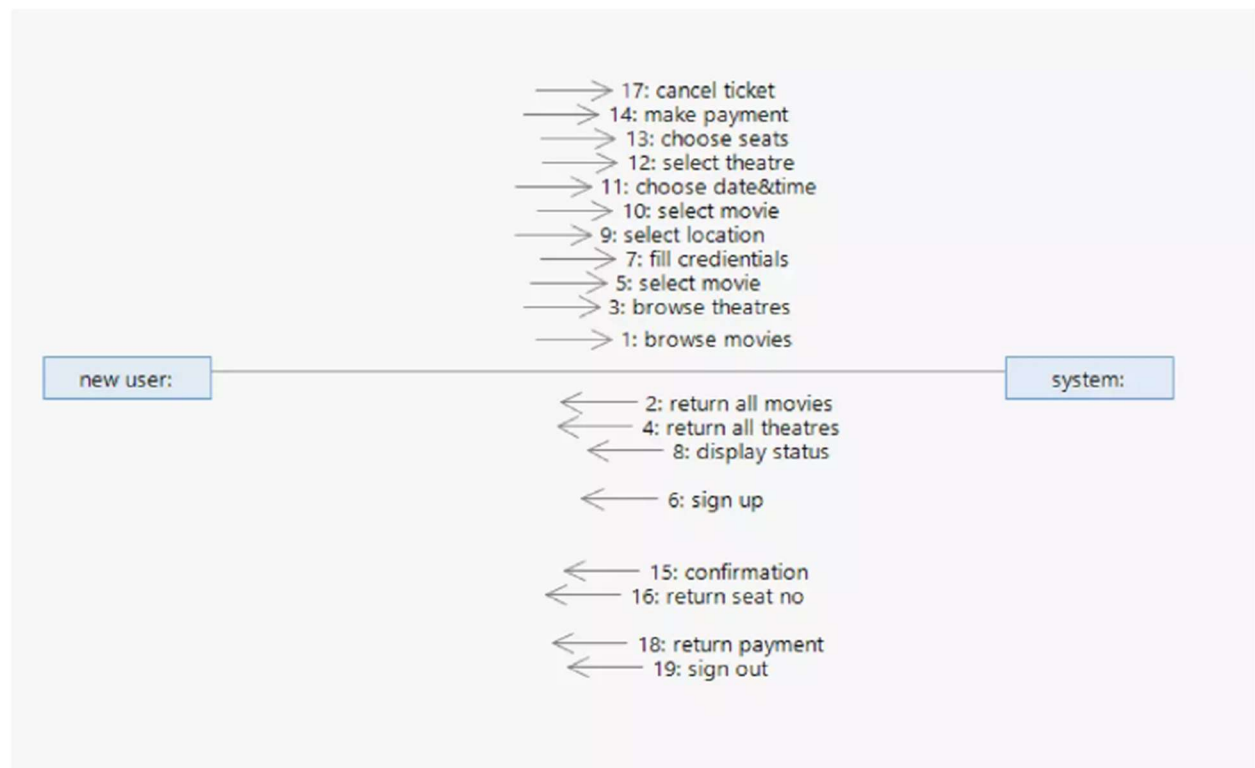 17: cancel ticket
14: make payment
13: choose seats
12: select theatre
11: choose date&time
10: select movie
9: select location
7: fill credientials
5: select movie
3: browse theatres
1: browse movies
new user:
system:
2: return all movies
4: return all theatres
8: display status
6: sign up
15: confirmation
16: return seat no
18: return payment
19: sign out